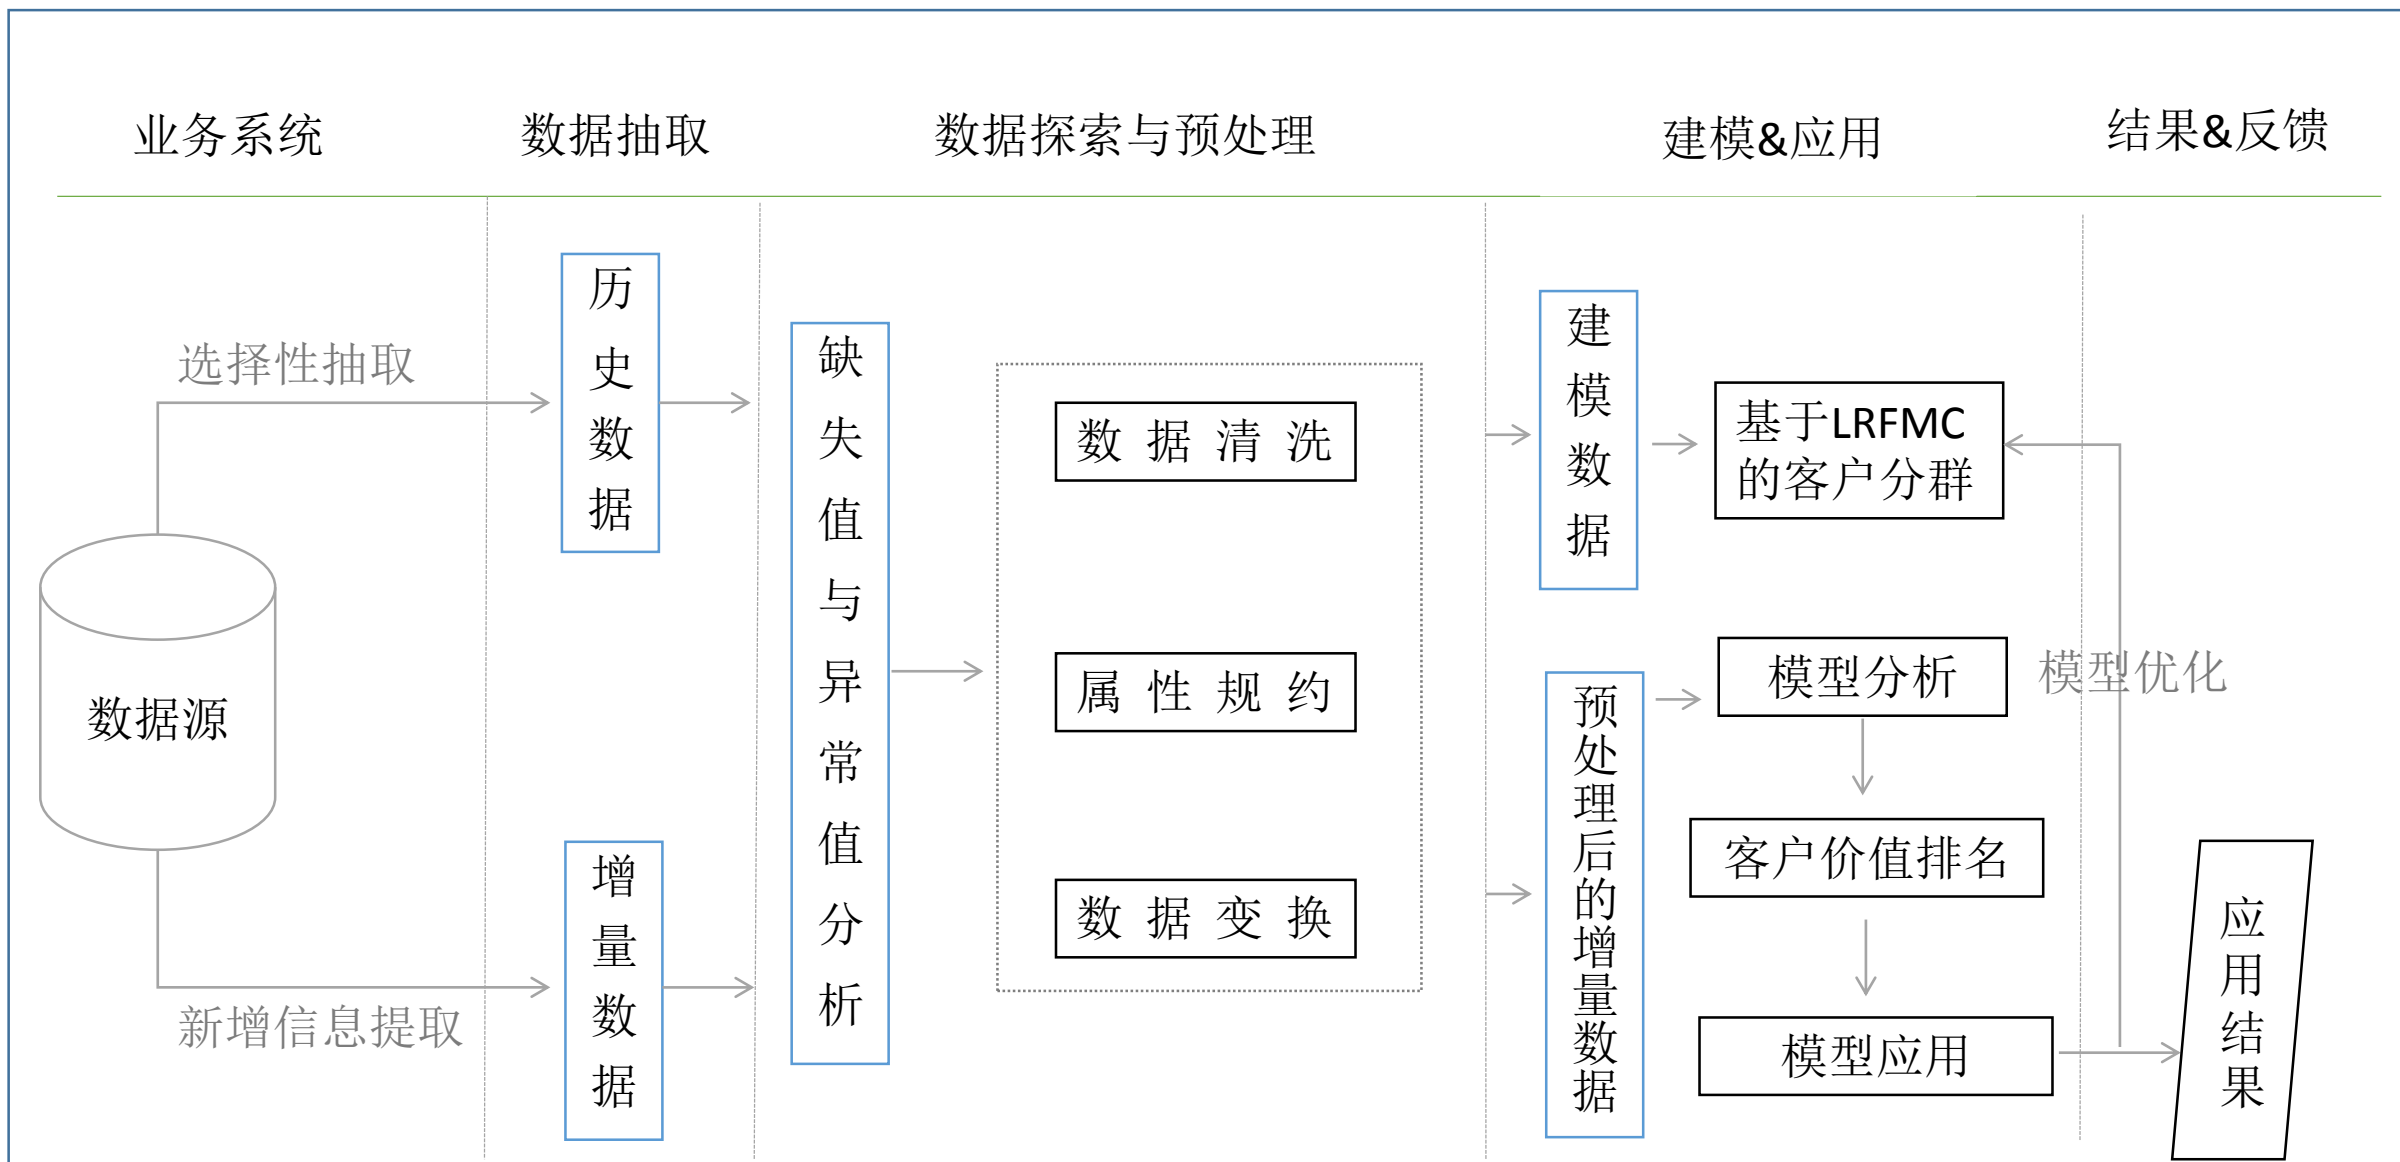 业务系统
数据抽取
数据探索与预处理
建模&应用
结果&反馈
选择性抽取
数据源
新增信息提取
历史数据
增量数据
缺失值与异常值分析
数据清洗
属性规约
数据变换
建模数据
基于LRFMC
的客户分群
预处理后的增量数据
模型分析
客户价值排名
模型应用
模型优化
应用结果